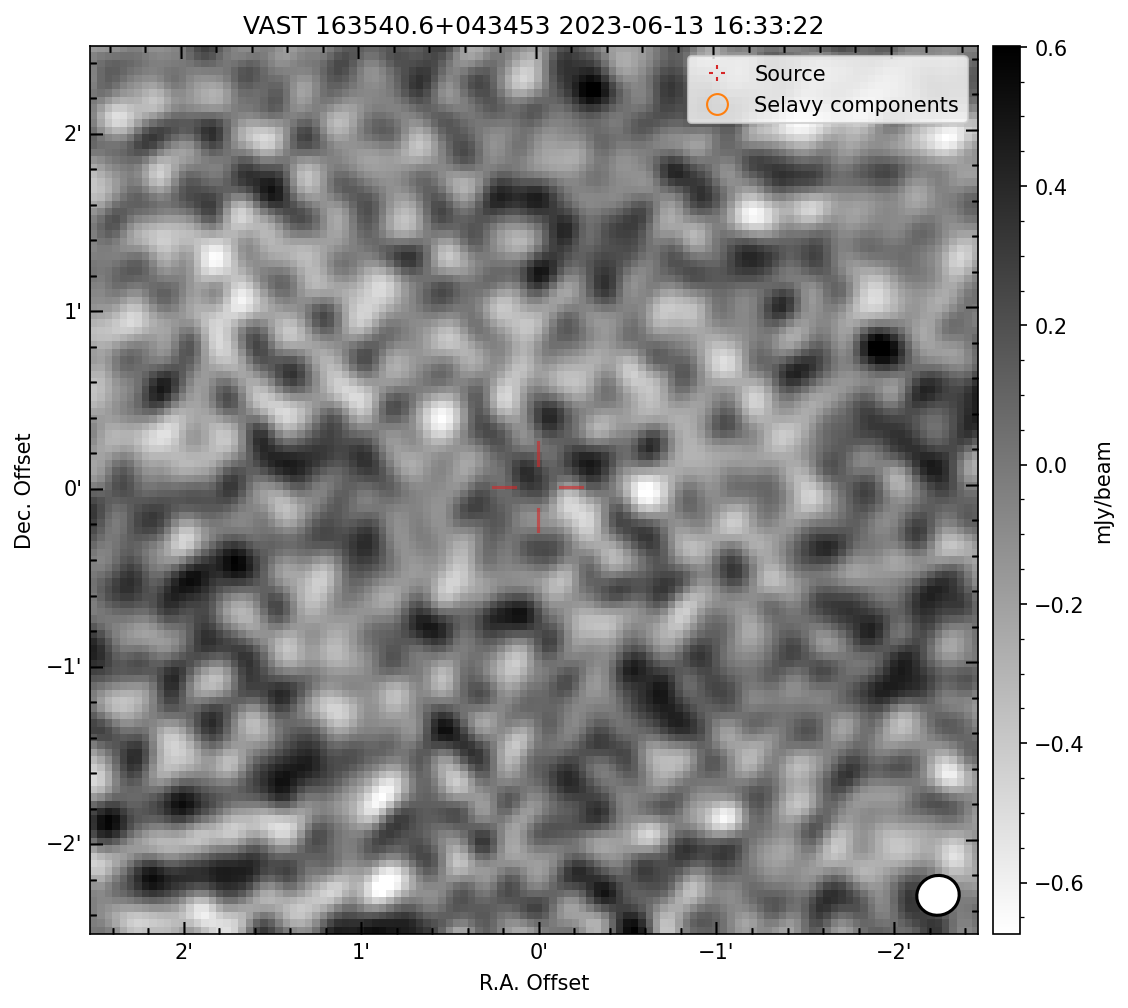 VAST 163540.6+043453 2023-06-13 16:33:22
Source
Selavy components
2'
1'
0'
−1'
−2'
Dec. Offset
2'
1'
0'
−1'
−2'
R.A. Offset
0.6
0.4
0.2
0.0
−0.2
−0.4
−0.6
mJy/beam